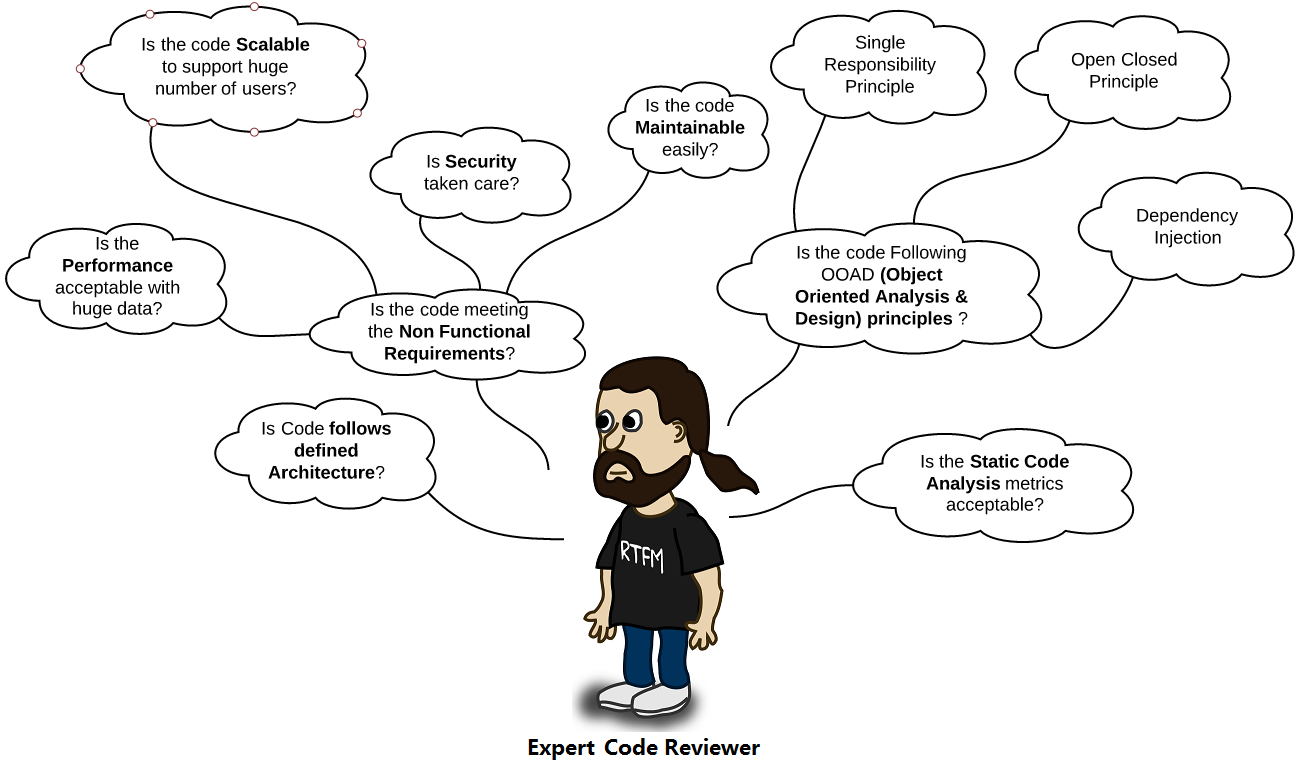 Is the code Scalable
to support huge
number of users?
Single
Responsibility
Principle
Open Closed
Principle
Is the code
Maintainable
easily?
Is Security
taken care?
Dependency
Injection
Is the
Performance
acceptable with
huge data?
Is the code Following
OOAD (Object
Oriented Analysis &
Design) principles ?
Is the code meeting
the Non Functional
Requirements?
Is Code follows
defined
Architecture?
Is the Static Code
Analysis metrics
acceptable?
RTFM
Expert Code Reviewer